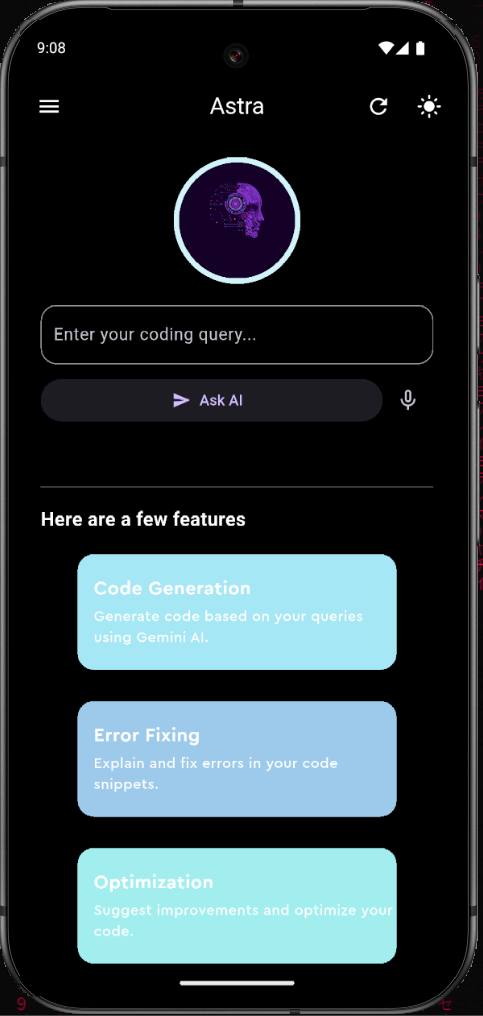 9:08
Astra
Enter your coding query...
Ask AI
Here are a few features
Code Generation
Generate code based on your queries
using Gemini AI.
Error Fixing
Explain and fix errors in your code
snippets.
Optimization
Suggest improvements and optimize your
code.
9